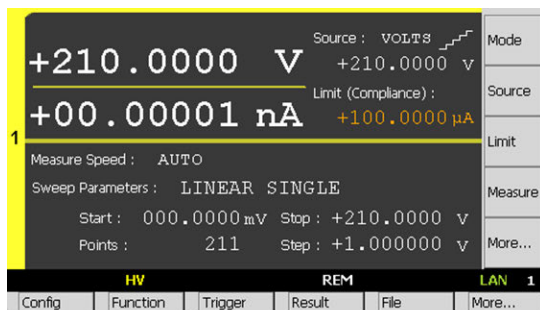 Source : VOLTS
+210.0000 V
+210.0000 V
Limit (Compliance) :
+00.00001 nA
+100.0000 µA
1
Measure Speed : AUTO
Sweep Parameters : LINEAR SINGLE
Start : 000.0000 mV Stop : +210.0000 V
Points : 211 Step : +1.000000 V
Mode
Source
Limit
Measure
More...
HV REM LAN 1
Config Function Trigger Result File More...